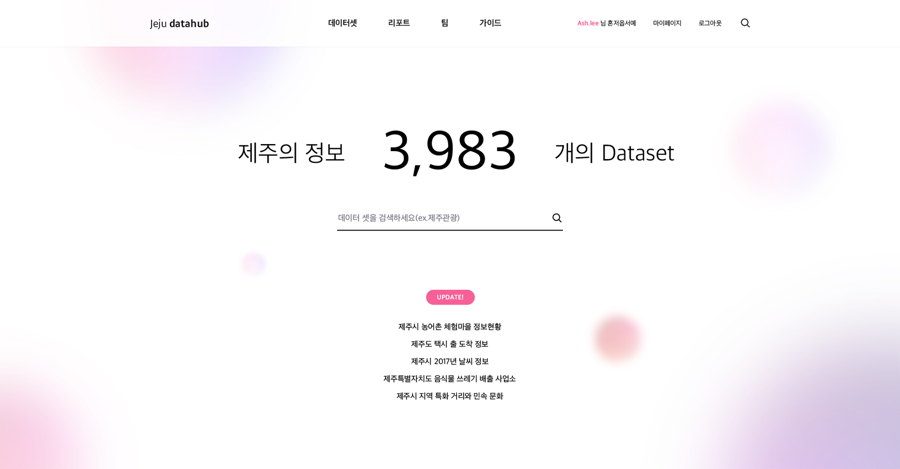 Jeju datahub 데이터셋 리포트 팀 가이드 Ash.lee 님 혼저옵서예 마이페이지 로그아웃
제주의 정보 3,983 개의 Dataset
데이터 셋을 검색하세요(ex.제주관광)
UPDATE!
제주시 농어촌 체험마을 정보현황
제주도 택시 출 도착 정보
제주시 2017년 날씨 정보
제주특별자치도 음식물 쓰레기 배출 사업소
제주시 지역 특화 거리와 민속 문화